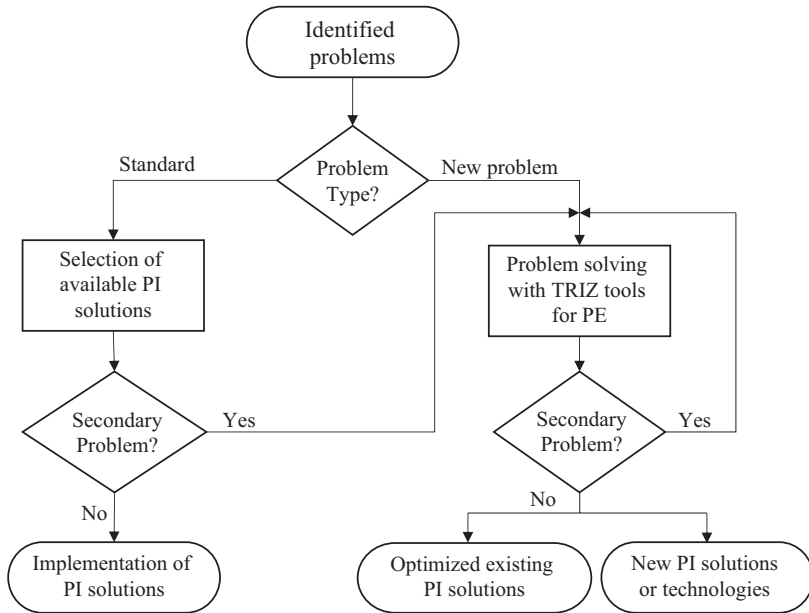 Identified
problems
Standard
Problem
Type?
New problem
Selection of
available PI
solutions
Problem solving
with TRIZ tools
for PE
Secondary
Problem?
Yes
Secondary
Problem?
Yes
No
No
Implementation of
PI solutions
Optimized existing
PI solutions
New PI solutions
or technologies